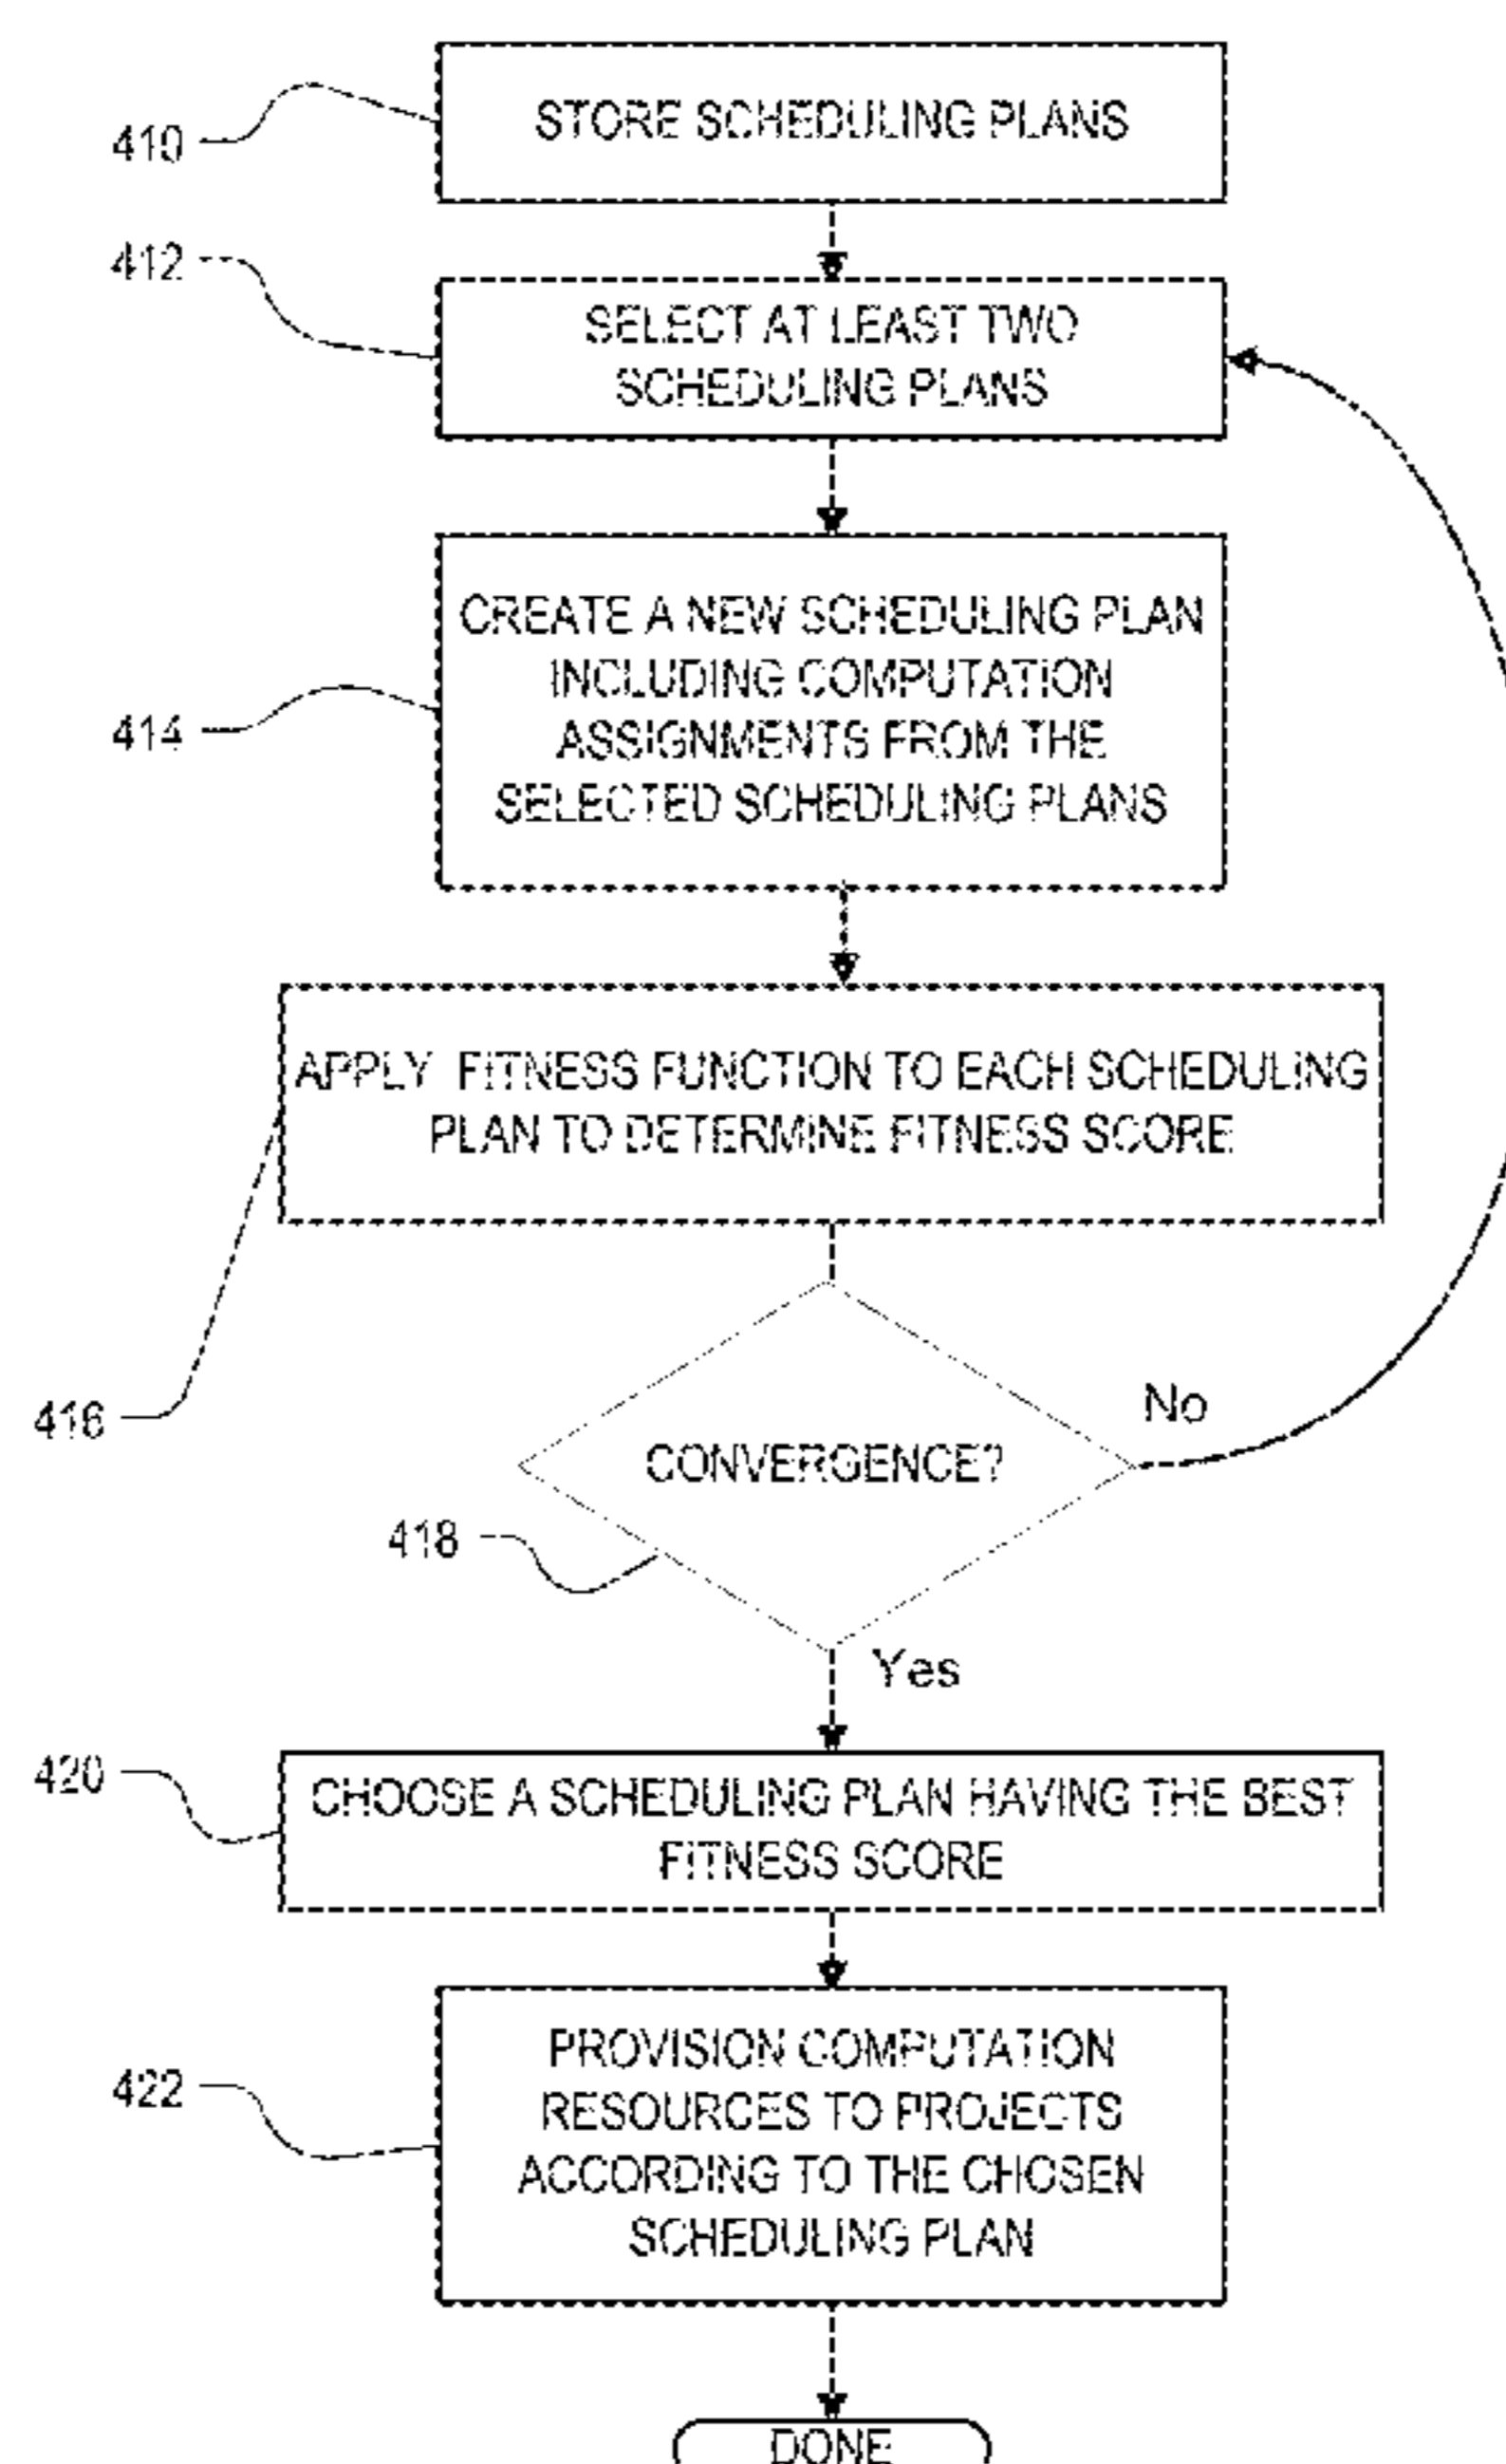 410
STORE SCHEDULING PLANS
412
SELECT AT LEAST TWO
SCHEDULING PLANS
414
CREATE A NEW SCHEDULING PLAN
INCLUDING COMPUTATION
ASSIGNMENTS FROM THE
SELECTED SCHEDULING PLANS
416
APPLY FITNESS FUNCTION TO EACH SCHEDULING
PLAN TO DETERMINE FITNESS SCORE
418
CONVERGENCE?
No
Yes
420
CHOOSE A SCHEDULING PLAN HAVING THE BEST
FITNESS SCORE
422
PROVISION COMPUTATION
RESOURCES TO PROJECTS
ACCORDING TO THE CHOSEN
SCHEDULING PLAN
DONE